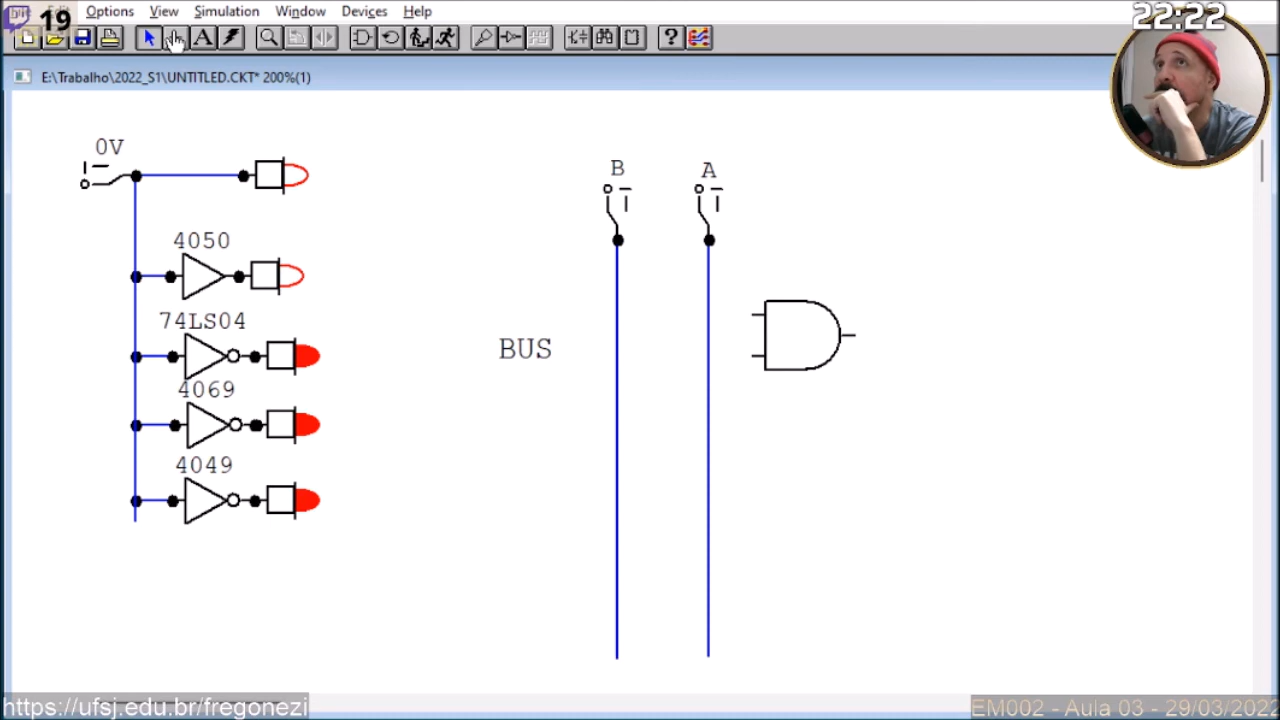 19
Options View Simulation Window Devices Help
22:22
E:\Trabalho\2022_S1\UNTITLED.CKT* 200%(1)
0V
4050
74LS04
4069
4049
BUS
B
A
https://ufsj.edu.br/fregonezi
EM002 - Aula 03 - 29/03/2022